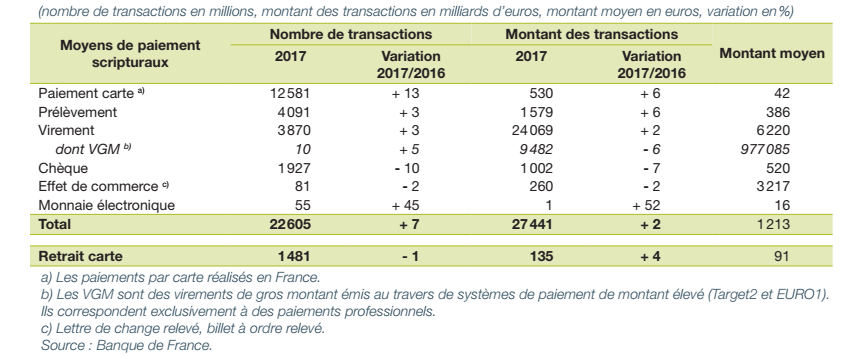 (nombre de transactions en millions, montant des transactions en milliards d'euros, montant moyen en euros, variation en %)
Moyens de paiement scripturaux Nombre de transactions Montant des transactions Montant moyen
2017 Variation 2017/2016 2017 Variation 2017/2016
Paiement carte a) 12581 + 13 530 + 6 42
Prélèvement 4091 + 3 1579 + 6 386
Virement 3870 + 3 24069 + 2 6220
dont VGM b) 10 + 5 9482 - 6 977085
Chèque 1927 - 10 1002 - 7 520
Effet de commerce c) 81 - 2 260 - 2 3217
Monnaie électronique 55 + 45 1 + 52 16
Total 22605 + 7 27441 + 2 1213
Retrait carte 1481 - 1 135 + 4 91
a) Les paiements par carte réalisés en France.
b) Les VGM sont des virements de gros montant émis au travers de systèmes de paiement de montant élevé (Target2 et EURO1).
Ils correspondent exclusivement à des paiements professionnels.
c) Lettre de change relevé, billet à ordre relevé.
Source : Banque de France.